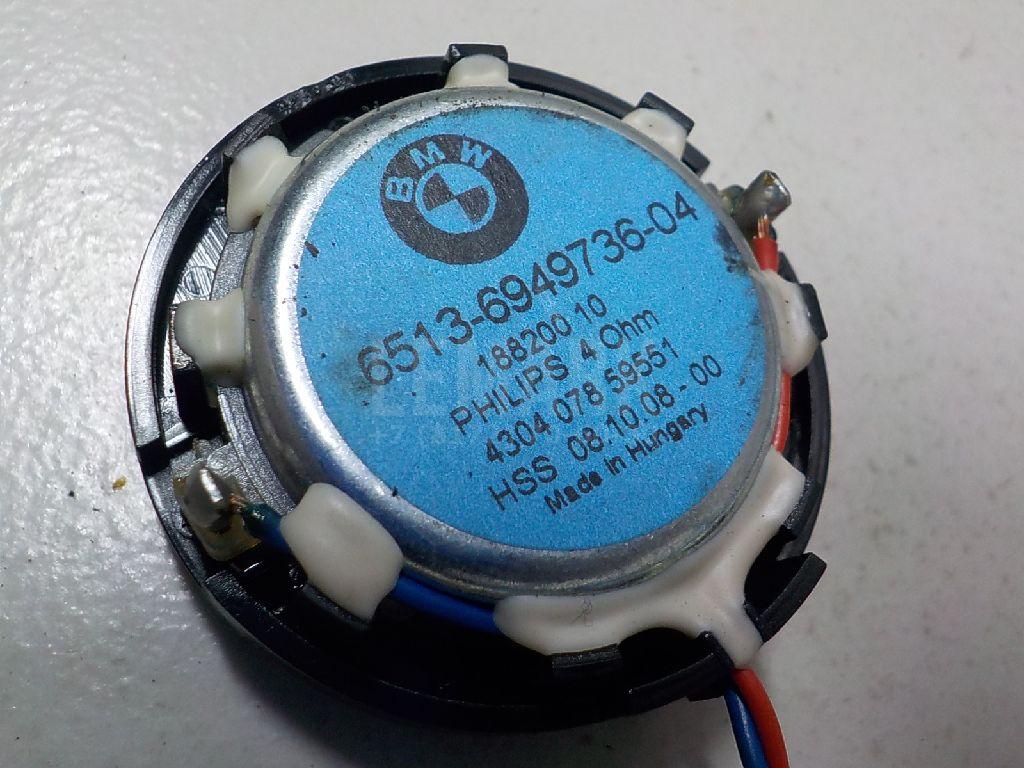 BMW
6513-6949736-04
188200 10
PHILIPS 4 Ohm
4304 078 59551
HSS 08.10.08 - 00
Made in Hungary